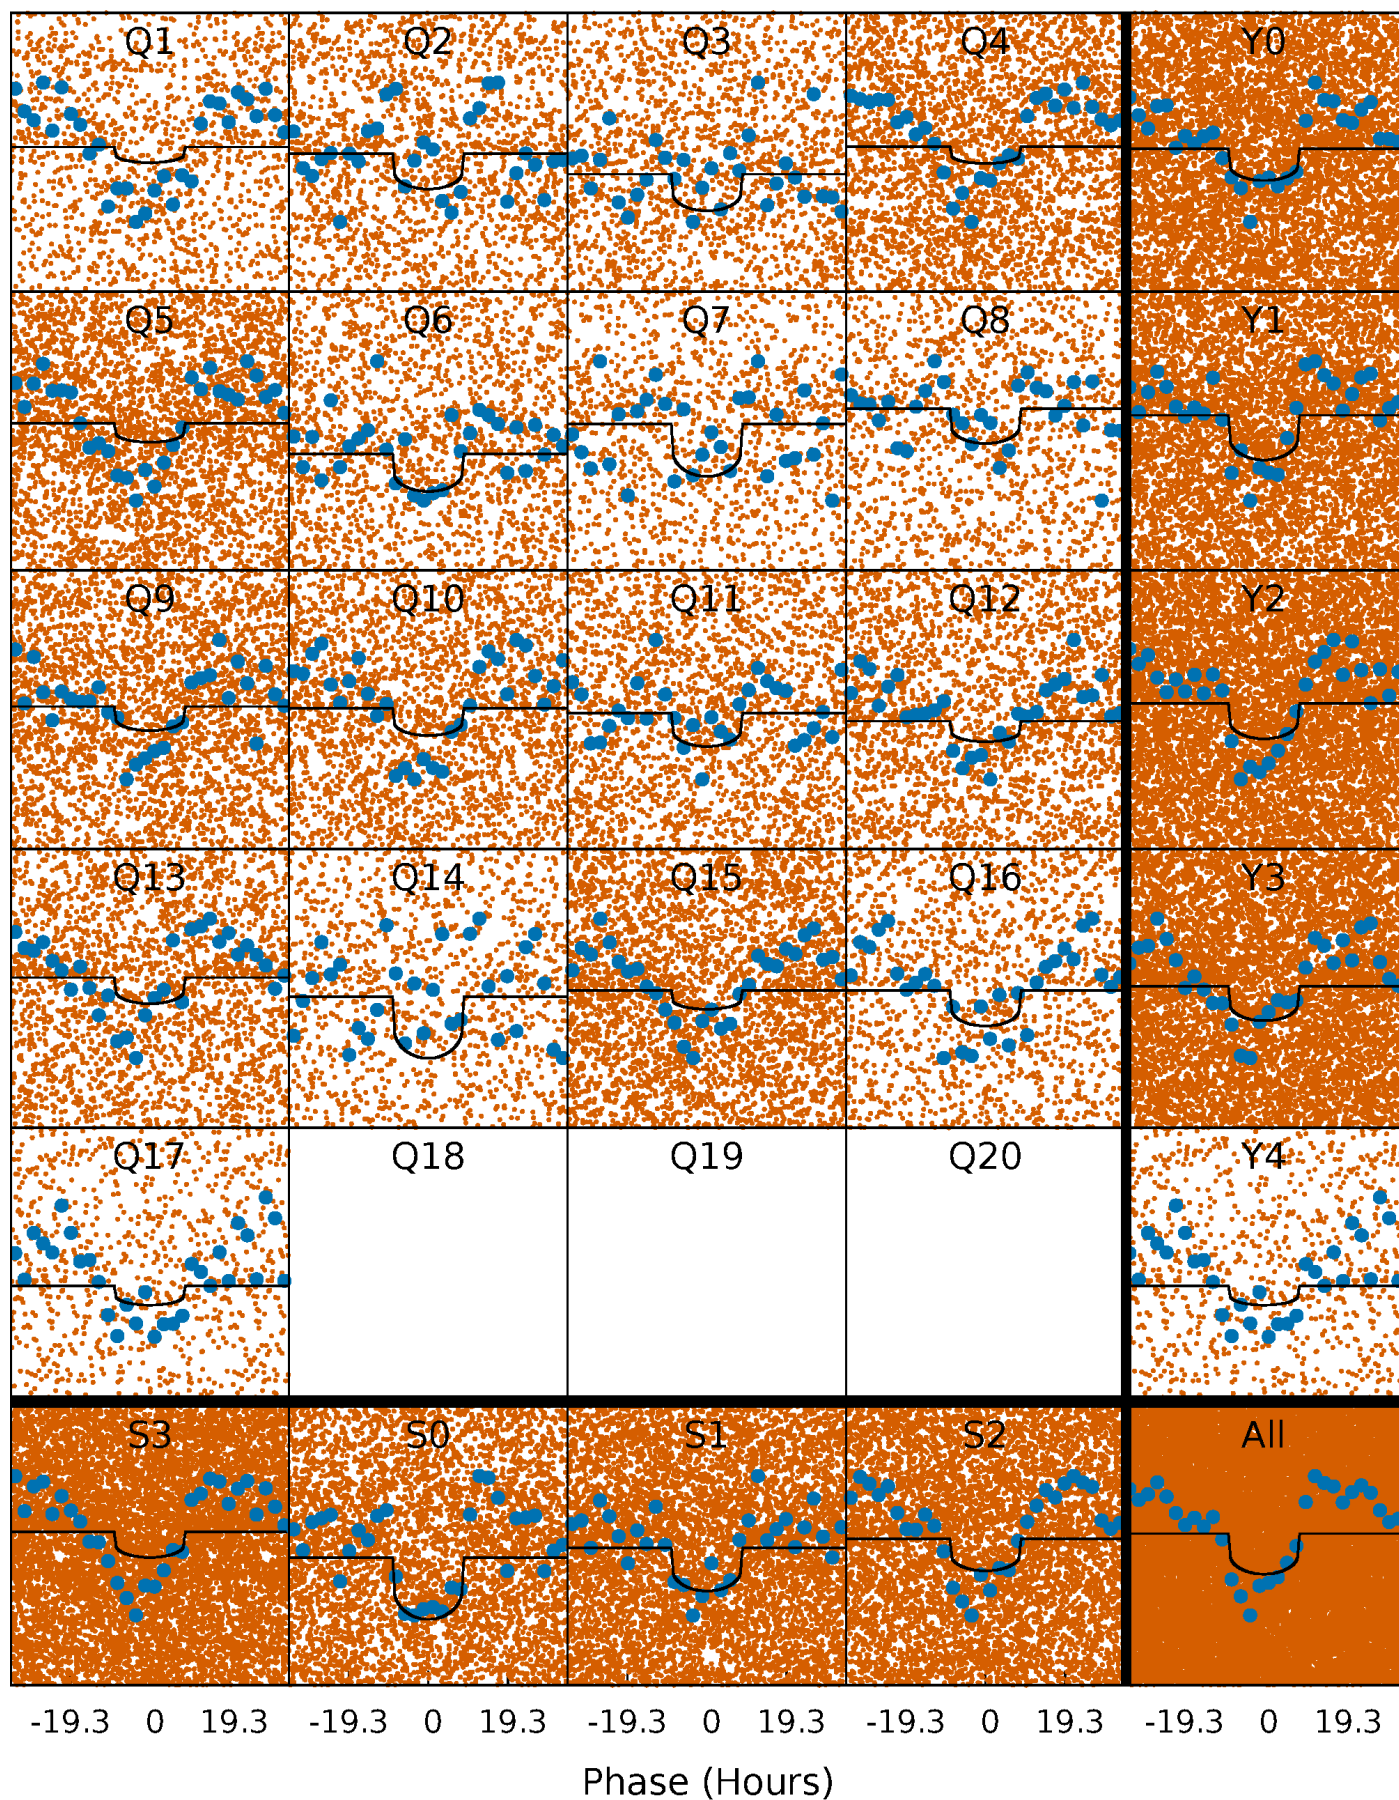 Q1 Q2 Q3 Q4 Y0
Q5 Q6 Q7 Q8 Y1
Q9 Q10 Q11 Q12 Y2
Q13 Q14 Q15 Q16 Y3
Q17 Q18 Q19 Q20 Y4
S3 S0 S1 S2 All
-19.3 0 19.3 -19.3 0 19.3 -19.3 0 19.3 -19.3 0 19.3 -19.3 0 19.3
Phase (Hours)